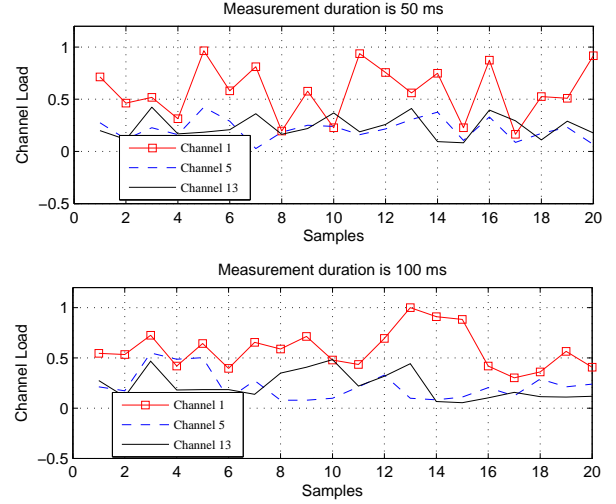 Measurement duration is 50 ms
1
0.5
0
−0.5
Channel Load
Channel 1
Channel 5
Channel 13
0 2 4 6 8 10 12 14 16 18 20
Samples
Measurement duration is 100 ms
1
0.5
0
−0.5
Channel Load
Channel 1
Channel 5
Channel 13
0 2 4 6 8 10 12 14 16 18 20
Samples